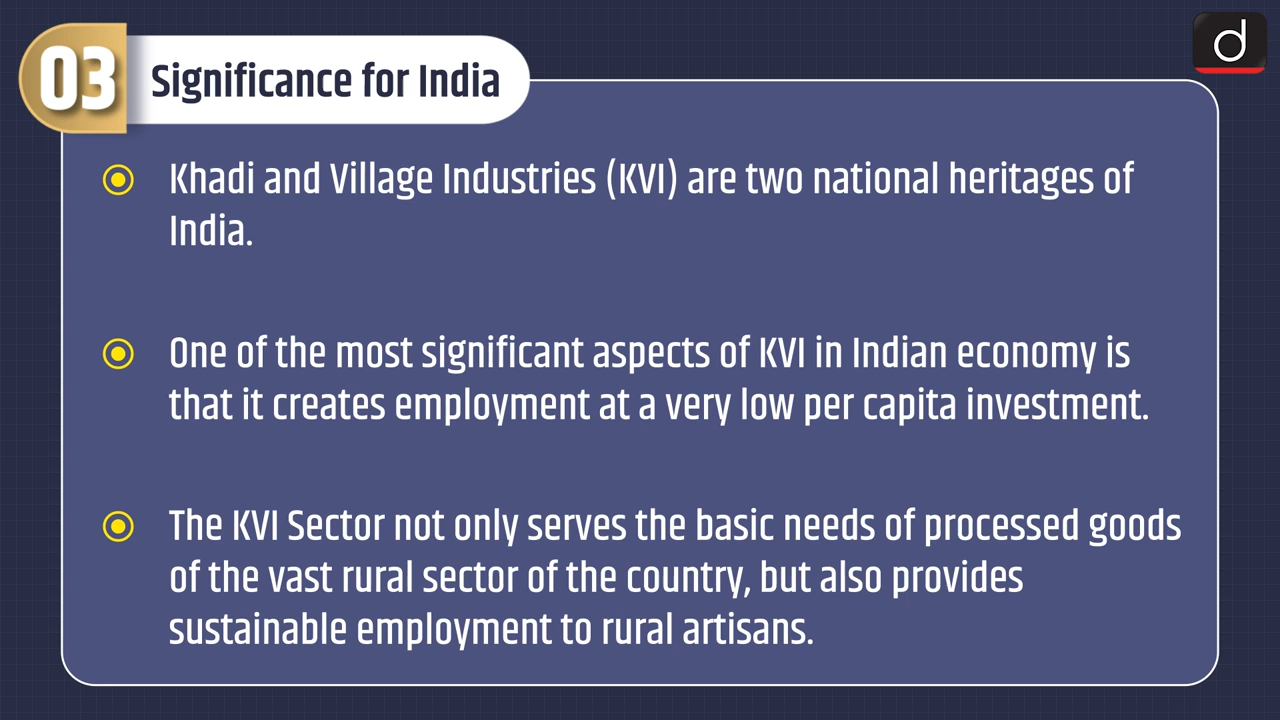 03
Significance for India
d
Khadi and Village Industries (KVI) are two national heritages of
India.
One of the most significant aspects of KVI in Indian economy is
that it creates employment at a very low per capita investment.
The KVI Sector not only serves the basic needs of processed goods
of the vast rural sector of the country, but also provides
sustainable employment to rural artisans.